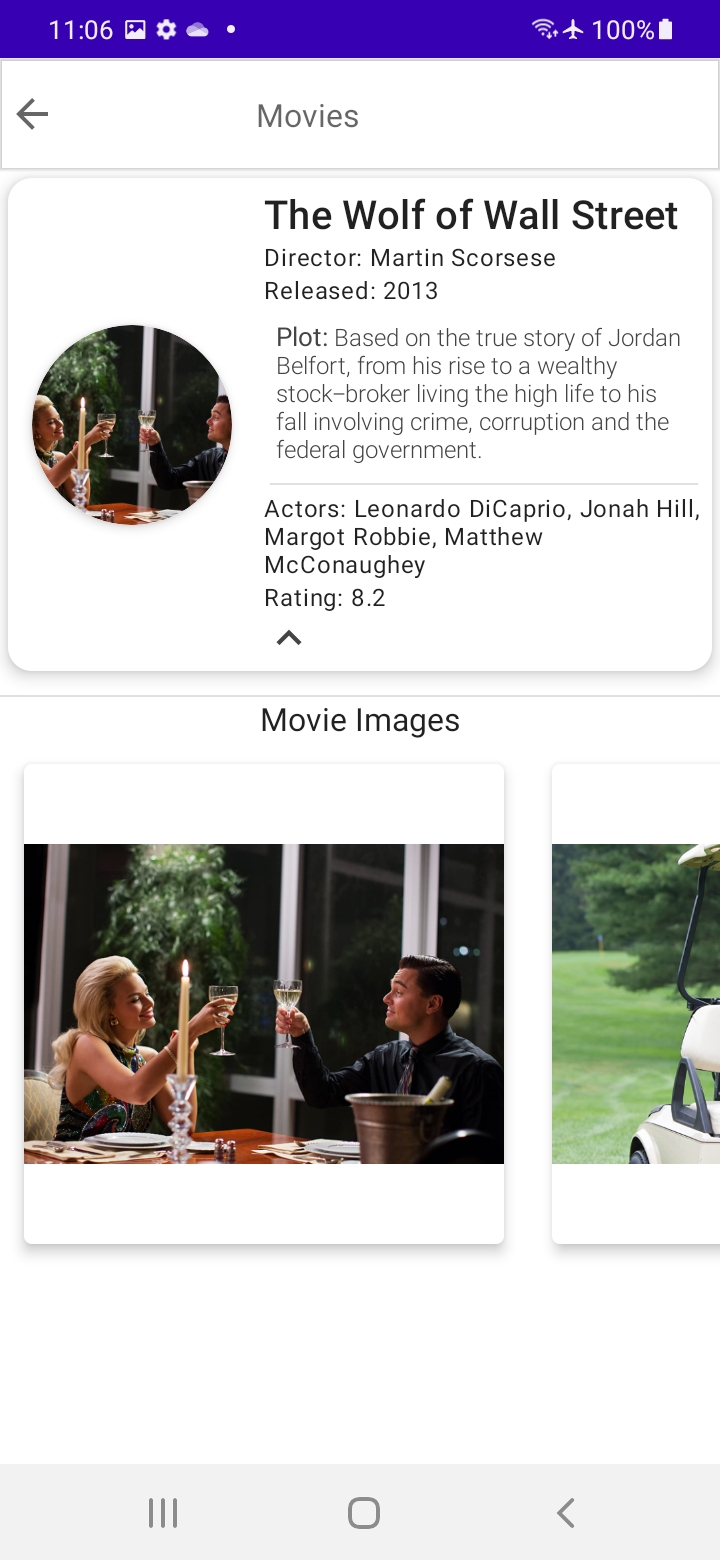 11:06
100%
Movies
The Wolf of Wall Street
Director: Martin Scorsese
Released: 2013
Plot: Based on the true story of Jordan
Belfort, from his rise to a wealthy
stock–broker living the high life to his
fall involving crime, corruption and the
federal government.
Actors: Leonardo DiCaprio, Jonah Hill,
Margot Robbie, Matthew
McConaughey
Rating: 8.2
Movie Images